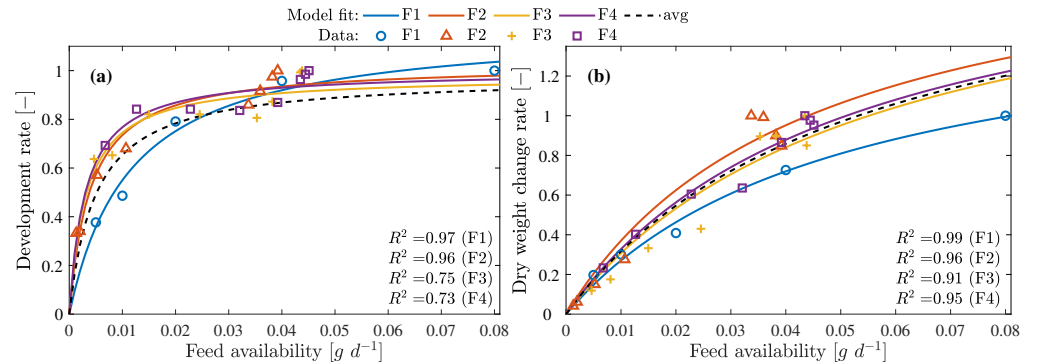 Model fit: F1 F2 F3 F4 avg
Data: F1 F2 F3 F4
(a)
Development rate [−]
1
0.8
0.6
0.4
0.2
0
R² =0.97 (F1)
R² =0.96 (F2)
R² =0.75 (F3)
R² =0.73 (F4)
0 0.01 0.02 0.03 0.04 0.05 0.06 0.07 0.08
Feed availability [g d⁻¹]
(b)
Dry weight change rate [−]
1.2
1
0.8
0.6
0.4
0.2
0
R² =0.99 (F1)
R² =0.96 (F2)
R² =0.91 (F3)
R² =0.95 (F4)
0 0.01 0.02 0.03 0.04 0.05 0.06 0.07 0.08
Feed availability [g d⁻¹]